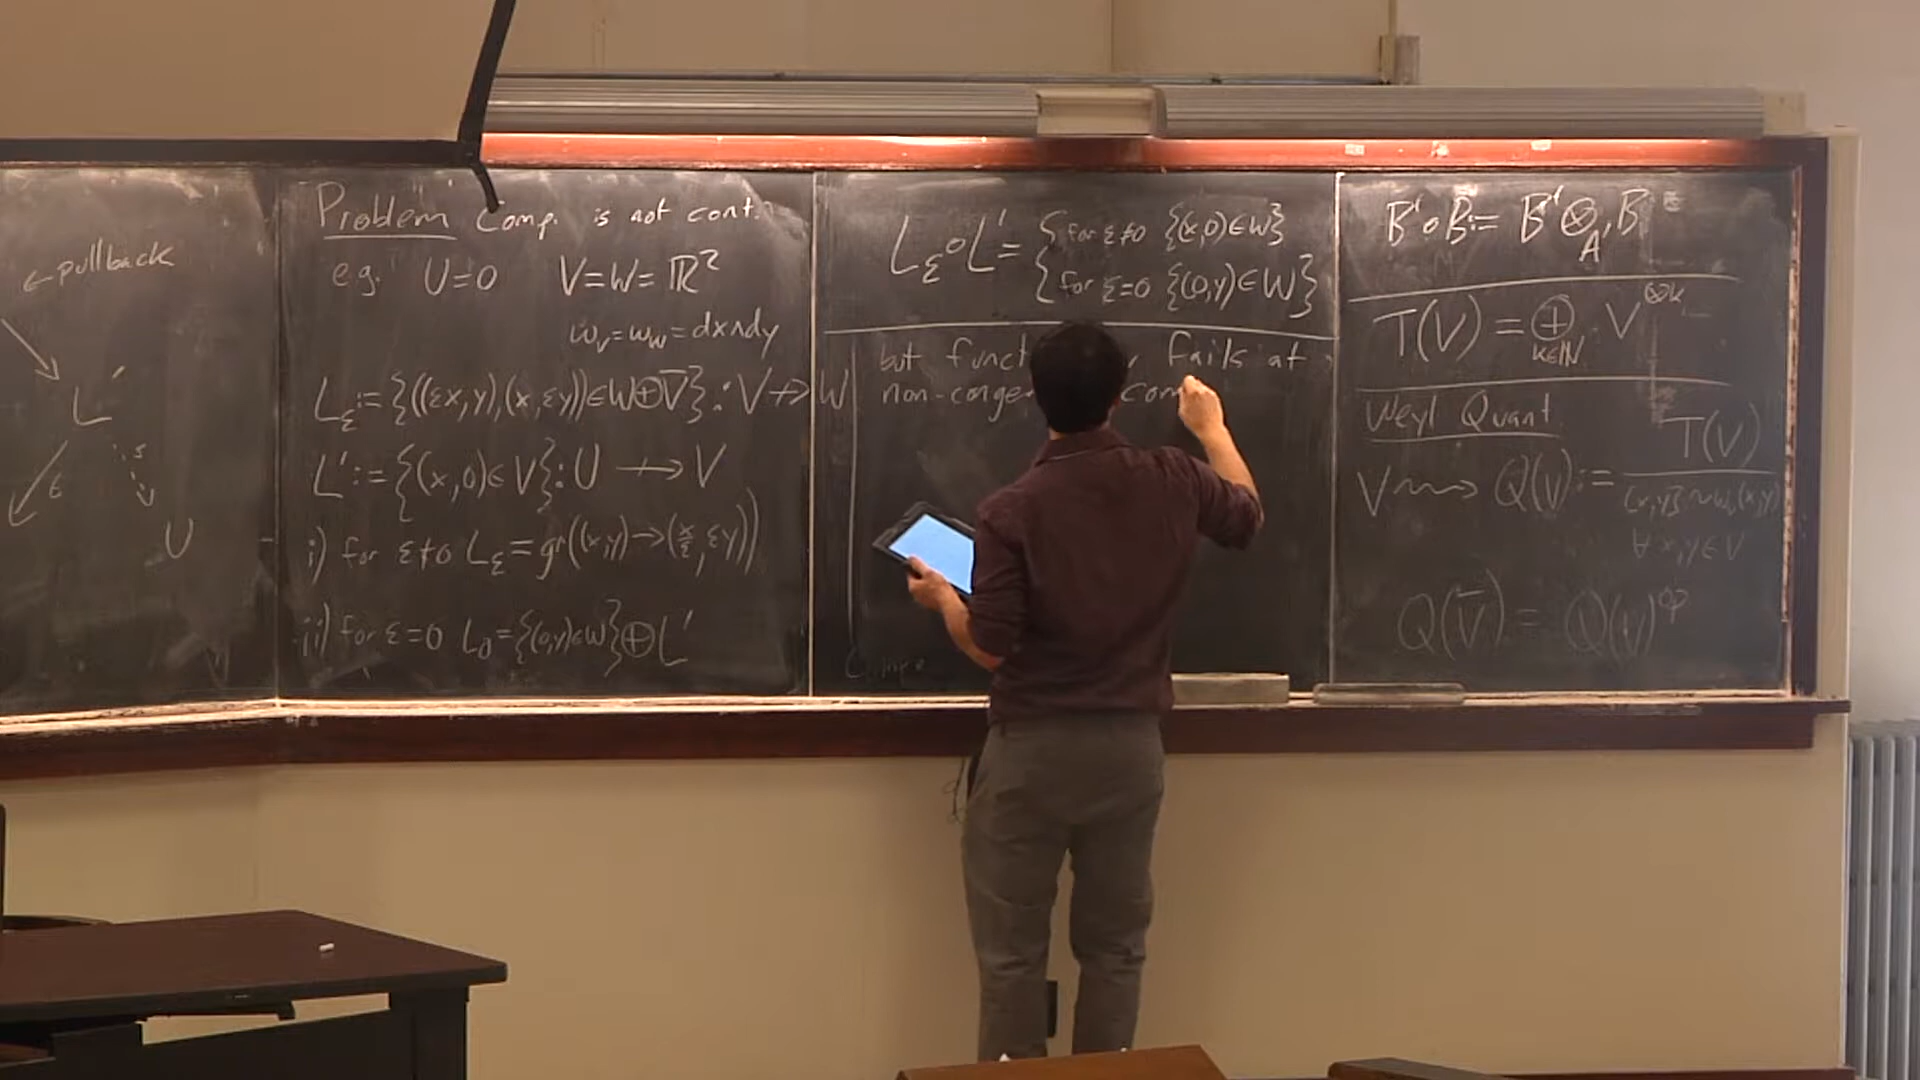 ← pullback
L'
ε
s
U
Problem Comp. is not cont.
e.g. U=0 V=W=ℝ²
ω_V=ω_W=dx∧dy
L_ε:={((εx,y),(x,εy))∈W⊕V̅}:V↛W
L':={(x,0)∈V}:U⟶V
i) for ε≠0 L_ε=gr((x,y)→(x/ε,εy))
ii) for ε=0 L_0={(0,y)∈W}⊕L'
L_ε∘L'={for ε≠0 {(x,0)∈W}
{for ε=0 {(0,y)∈W}}
but funct fails at
non-conge com
B'∘B:= B'⊗_A' B
T(V)=⊕_{k∈ℕ} V^{⊗k}
Weyl Quant.
V⇝Q(V):= T(V) / [x,y]~ω(x,y)
∀x,y∈V
Q(V̅)= Q(V)^{op}